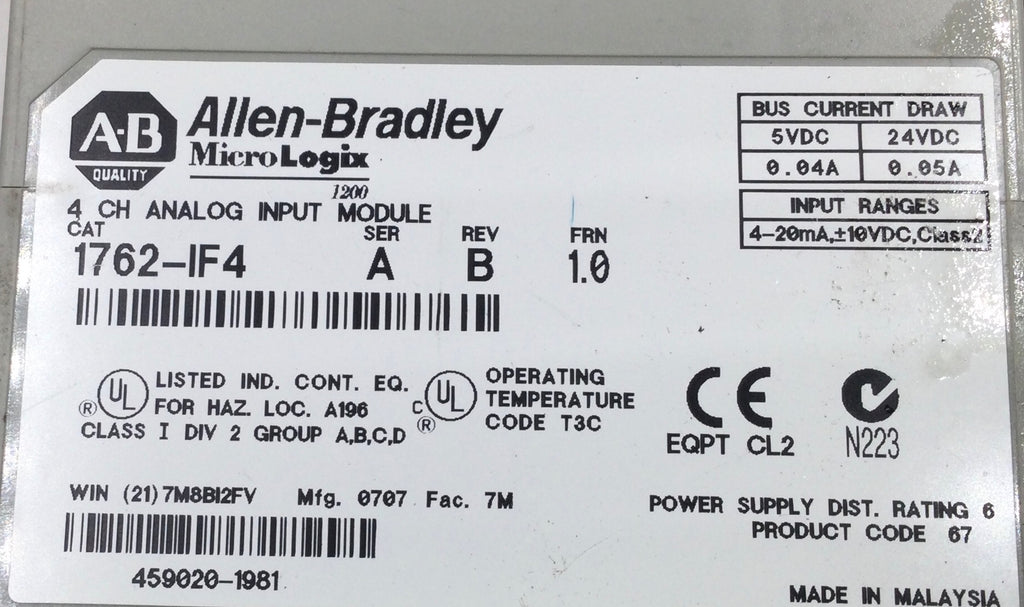 A-B
QUALITY
Allen-Bradley
MicroLogix
1200
4 CH ANALOG INPUT MODULE
CAT SER REV FRN
1762-IF4 A B 1.0
BUS CURRENT DRAW
5VDC 24VDC
0.04A 0.05A
INPUT RANGES
4-20mA,±10VDC,Class2
UL LISTED IND. CONT. EQ.
® FOR HAZ. LOC. A196
CLASS I DIV 2 GROUP A,B,C,D
C UL ® OPERATING
TEMPERATURE
CODE T3C
CE
EQPT CL2
N223
WIN (21) 7M8BI2FV Mfg. 0707 Fac. 7M
459020-1981
POWER SUPPLY DIST. RATING 6
PRODUCT CODE 67
MADE IN MALAYSIA